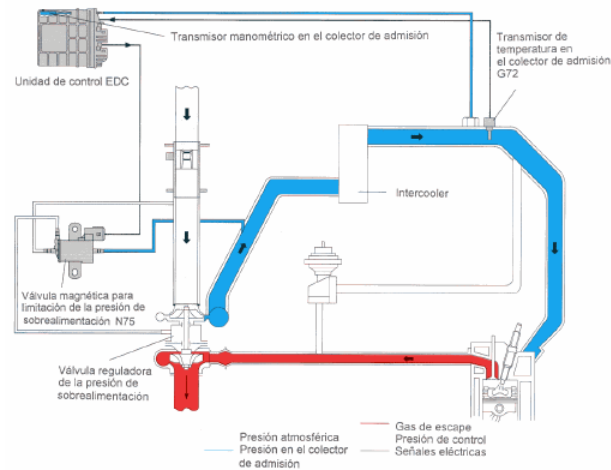 Transmisor manométrico en el colector de admisión
Transmisor de
temperatura en
el colector de admisión
G72
Unidad de control EDC
Intercooler
Válvula magnética para
limitación de la presión de
sobrealimentación N75
Válvula reguladora
de la presión de
sobrealimentación
Presión atmosférica
Presión en el colector
de admisión
Gas de escape
Presión de control
Señales eléctricas